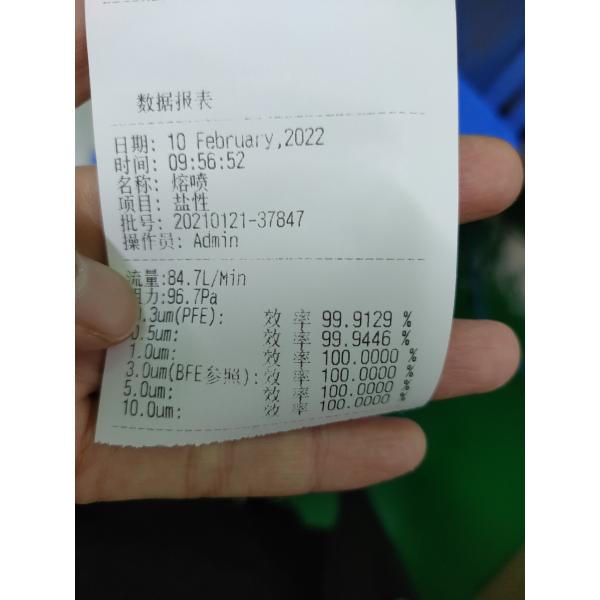 数据报表
日期: 10 February,2022
时间: 09:56:52
名称: 熔喷
项目: 盐性
批号: 20210121-37847
操作员: Admin
流量:84.7L/Min
阻力:96.7Pa
0.3um(PFE): 效 率 99.9129 %
0.5um: 效 率 99.9446 %
1.0um: 效 率 100.0000 %
3.0um(BFE参照): 效 率 100.0000 %
5.0um: 效 率 100.0000 %
10.0um: 效 率 100.0000 %